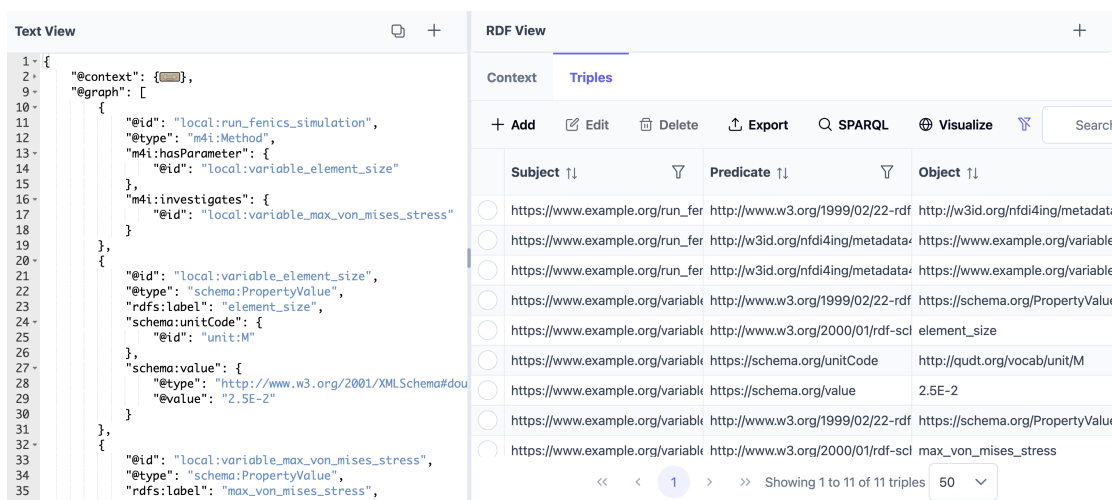 Text View
1 {
2 "@context": {
},
9 "@graph": [
10 {
11 "@id": "local:run_fenics_simulation",
12 "@type": "m4i:Method",
13 "m4i:hasParameter": {
14 "@id": "local:variable_element_size"
15 },
16 "m4i:investigates": {
17 "@id": "local:variable_max_von_mises_stress"
18 }
19 },
20 {
21 "@id": "local:variable_element_size",
22 "@type": "schema:PropertyValue",
23 "rdfs:label": "element_size",
24 "schema:unitCode": {
25 "@id": "unit:M"
26 },
27 "schema:value": {
28 "@type": "http://www.w3.org/2001/XMLSchema#dou
29 "@value": "2.5E-2"
30 }
31 },
32 {
33 "@id": "local:variable_max_von_mises_stress",
34 "@type": "schema:PropertyValue",
35 "rdfs:label": "max_von_mises_stress",
RDF View
Context Triples
Add Edit Delete Export SPARQL Visualize Search
Subject Predicate Object
https://www.example.org/run_fer http://www.w3.org/1999/02/22-rdf http://w3id.org/nfdi4ing/metadata
https://www.example.org/run_fer http://w3id.org/nfdi4ing/metadata4 https://www.example.org/variable
https://www.example.org/run_fer http://w3id.org/nfdi4ing/metadata4 https://www.example.org/variable
https://www.example.org/variable http://www.w3.org/1999/02/22-rdf https://schema.org/PropertyValue
https://www.example.org/variable http://www.w3.org/2000/01/rdf-scl element_size
https://www.example.org/variable https://schema.org/unitCode http://qudt.org/vocab/unit/M
https://www.example.org/variable https://schema.org/value 2.5E-2
https://www.example.org/variable http://www.w3.org/1999/02/22-rdf https://schema.org/PropertyValue
https://www.example.org/variable http://www.w3.org/2000/01/rdf-scl max_von_mises_stress
1 Showing 1 to 11 of 11 triples 50